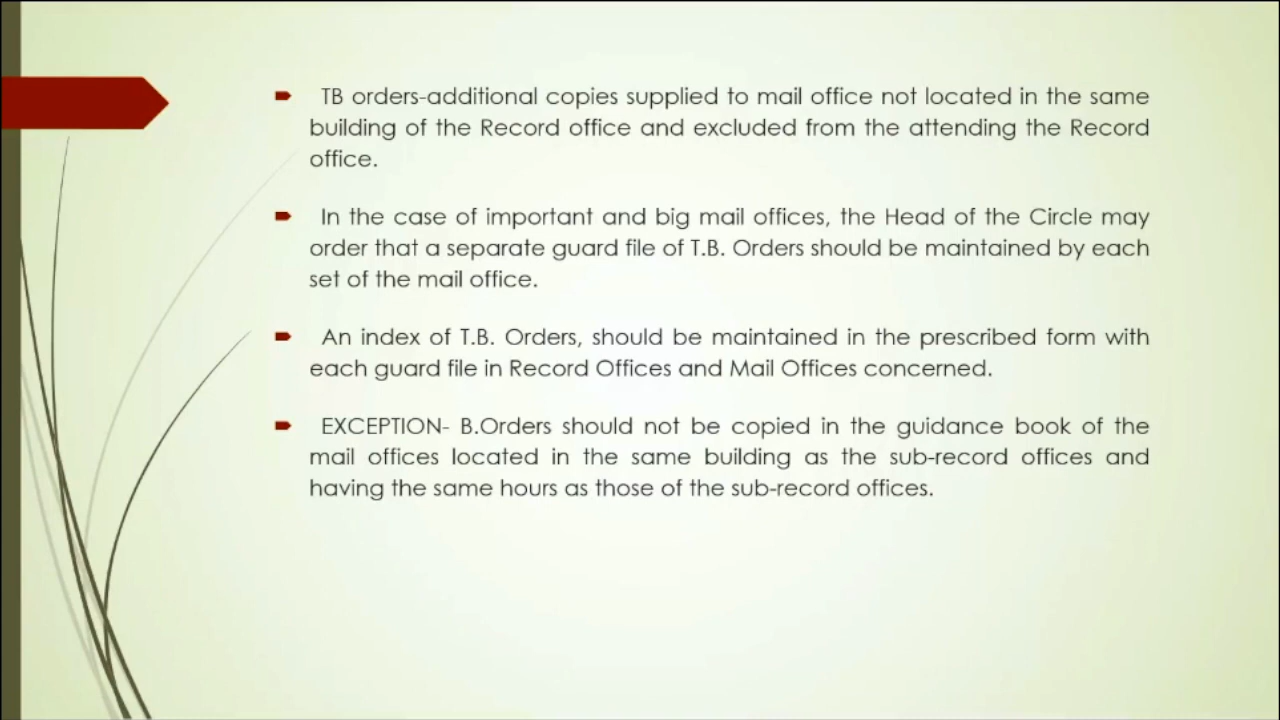 TB orders-additional copies supplied to mail office not located in the same
building of the Record office and excluded from the attending the Record
office.
In the case of important and big mail offices, the Head of the Circle may
order that a separate guard file of T.B. Orders should be maintained by each
set of the mail office.
An index of T.B. Orders, should be maintained in the prescribed form with
each guard file in Record Offices and Mail Offices concerned.
EXCEPTION- B.Orders should not be copied in the guidance book of the
mail offices located in the same building as the sub-record offices and
having the same hours as those of the sub-record offices.